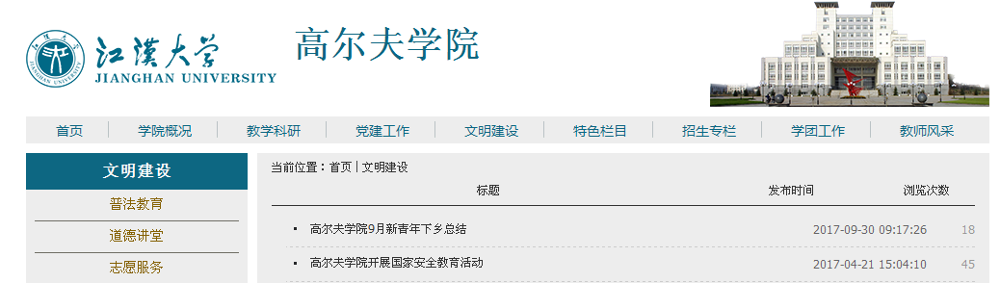 江漢大学
JIANGHAN UNIVERSITY
高尔夫学院
首页 学院概况 教学科研 党建工作 文明建设 特色栏目 招生专栏 学团工作 教师风采
文明建设
普法教育
道德讲堂
志愿服务
当前位置：首页 | 文明建设
标题 发布时间 浏览次数
高尔夫学院9月新青年下乡总结 2017-09-30 09:17:26 18
高尔夫学院开展国家安全教育活动 2017-04-21 15:04:10 45